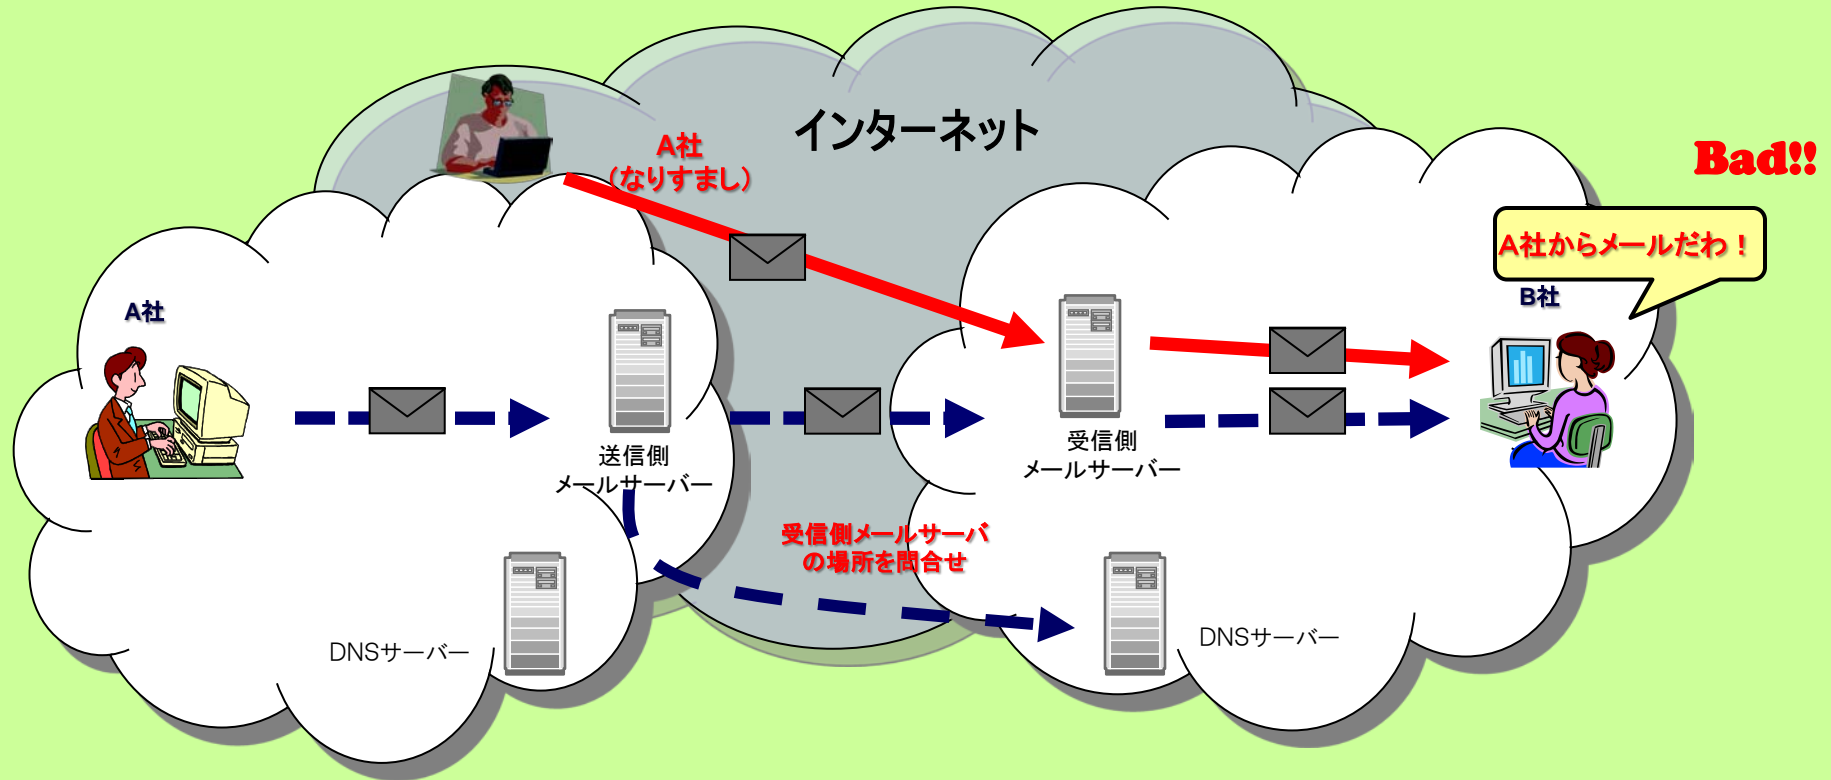 インターネット
A社
（なりすまし）
Bad!!
A社からメールだわ！
A社
B社
送信側
メールサーバー
受信側
メールサーバー
受信側メールサーバ
の場所を問合せ
DNSサーバー
DNSサーバー